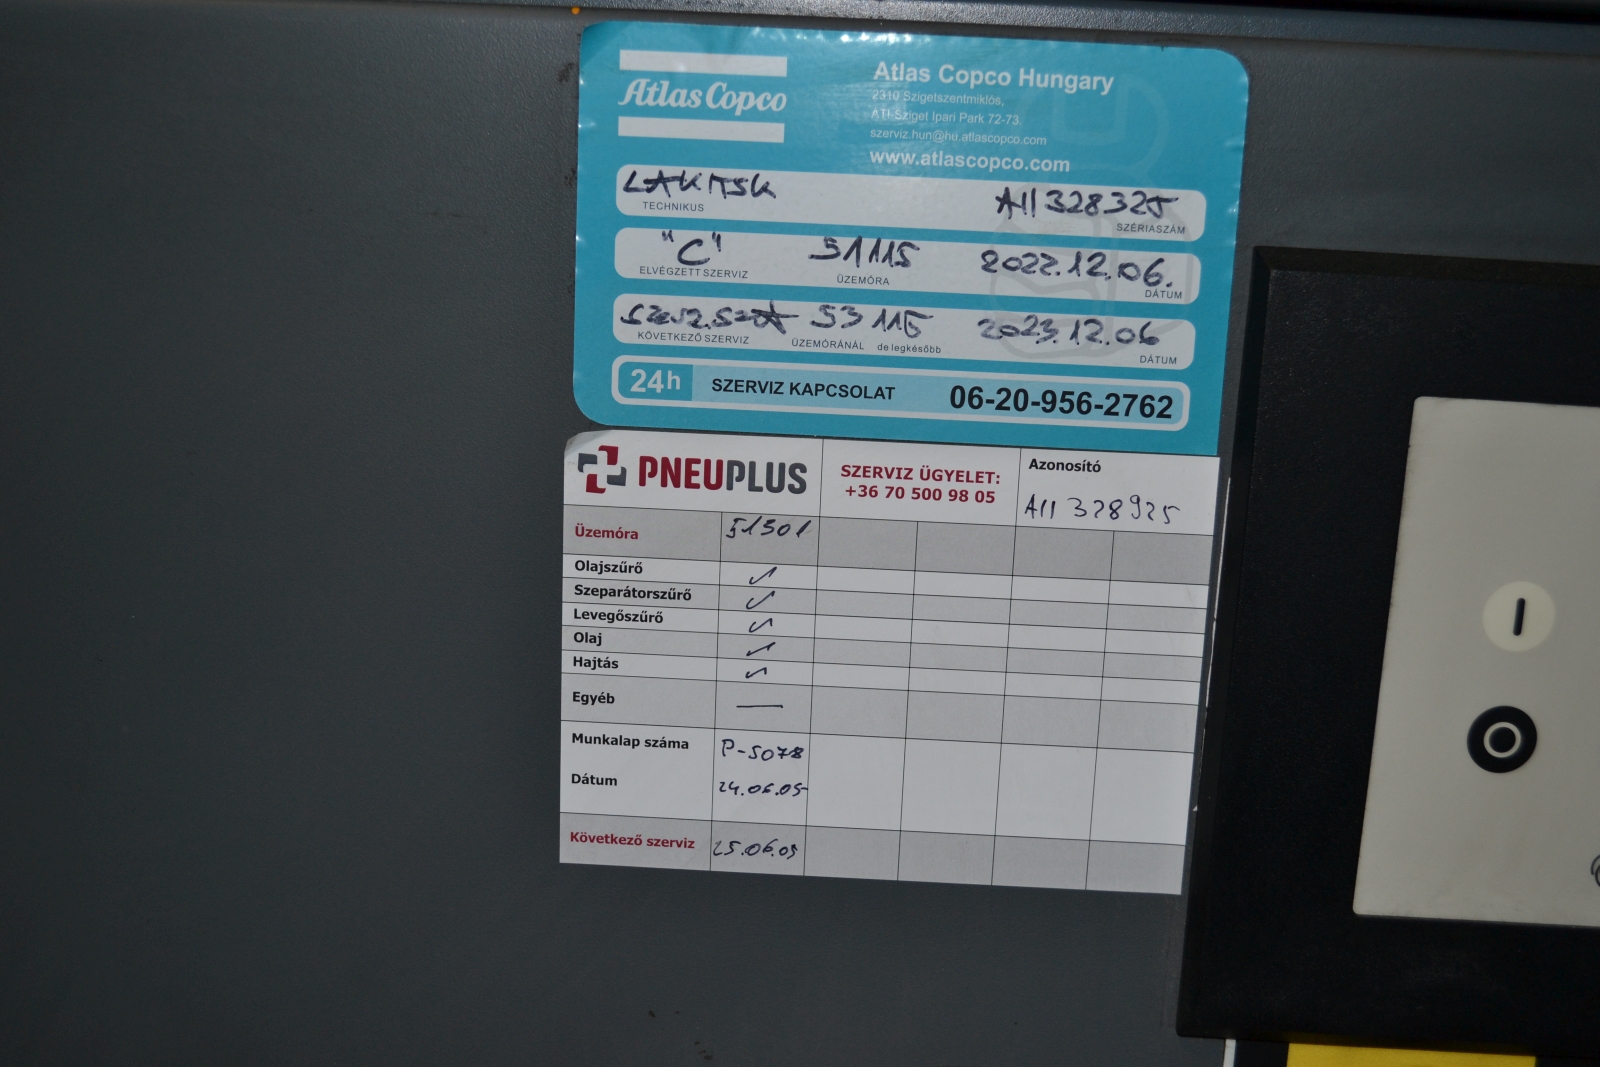 Atlas Copco
Atlas Copco Hungary
2310 Szigetszentmiklós,
ATI-Sziget Ipari Park 72-73.
szerviz.hun@hu.atlascopco.com
www.atlascopco.com
AII 328325
TECHNIKUS SZÉRIASZÁM
"C" 51115 2022.12.06.
ELVÉGZETT SZERVIZ ÜZEMÓRA DÁTUM
53115 2023.12.06
KÖVETKEZŐ SZERVIZ ÜZEMÓRÁNÁL de legkésőbb DÁTUM
24h SZERVIZ KAPCSOLAT 06-20-956-2762
PNEUPLUS
SZERVIZ ÜGYELET:
+36 70 500 98 05
Azonosító
AII 328925
Üzemóra 51501
Olajszűrő
Szeparátorszűrő
Levegőszűrő
Olaj
Hajtás
Egyéb —
Munkalap száma P-5078
Dátum 24.06.05
Következő szerviz 25.06.05